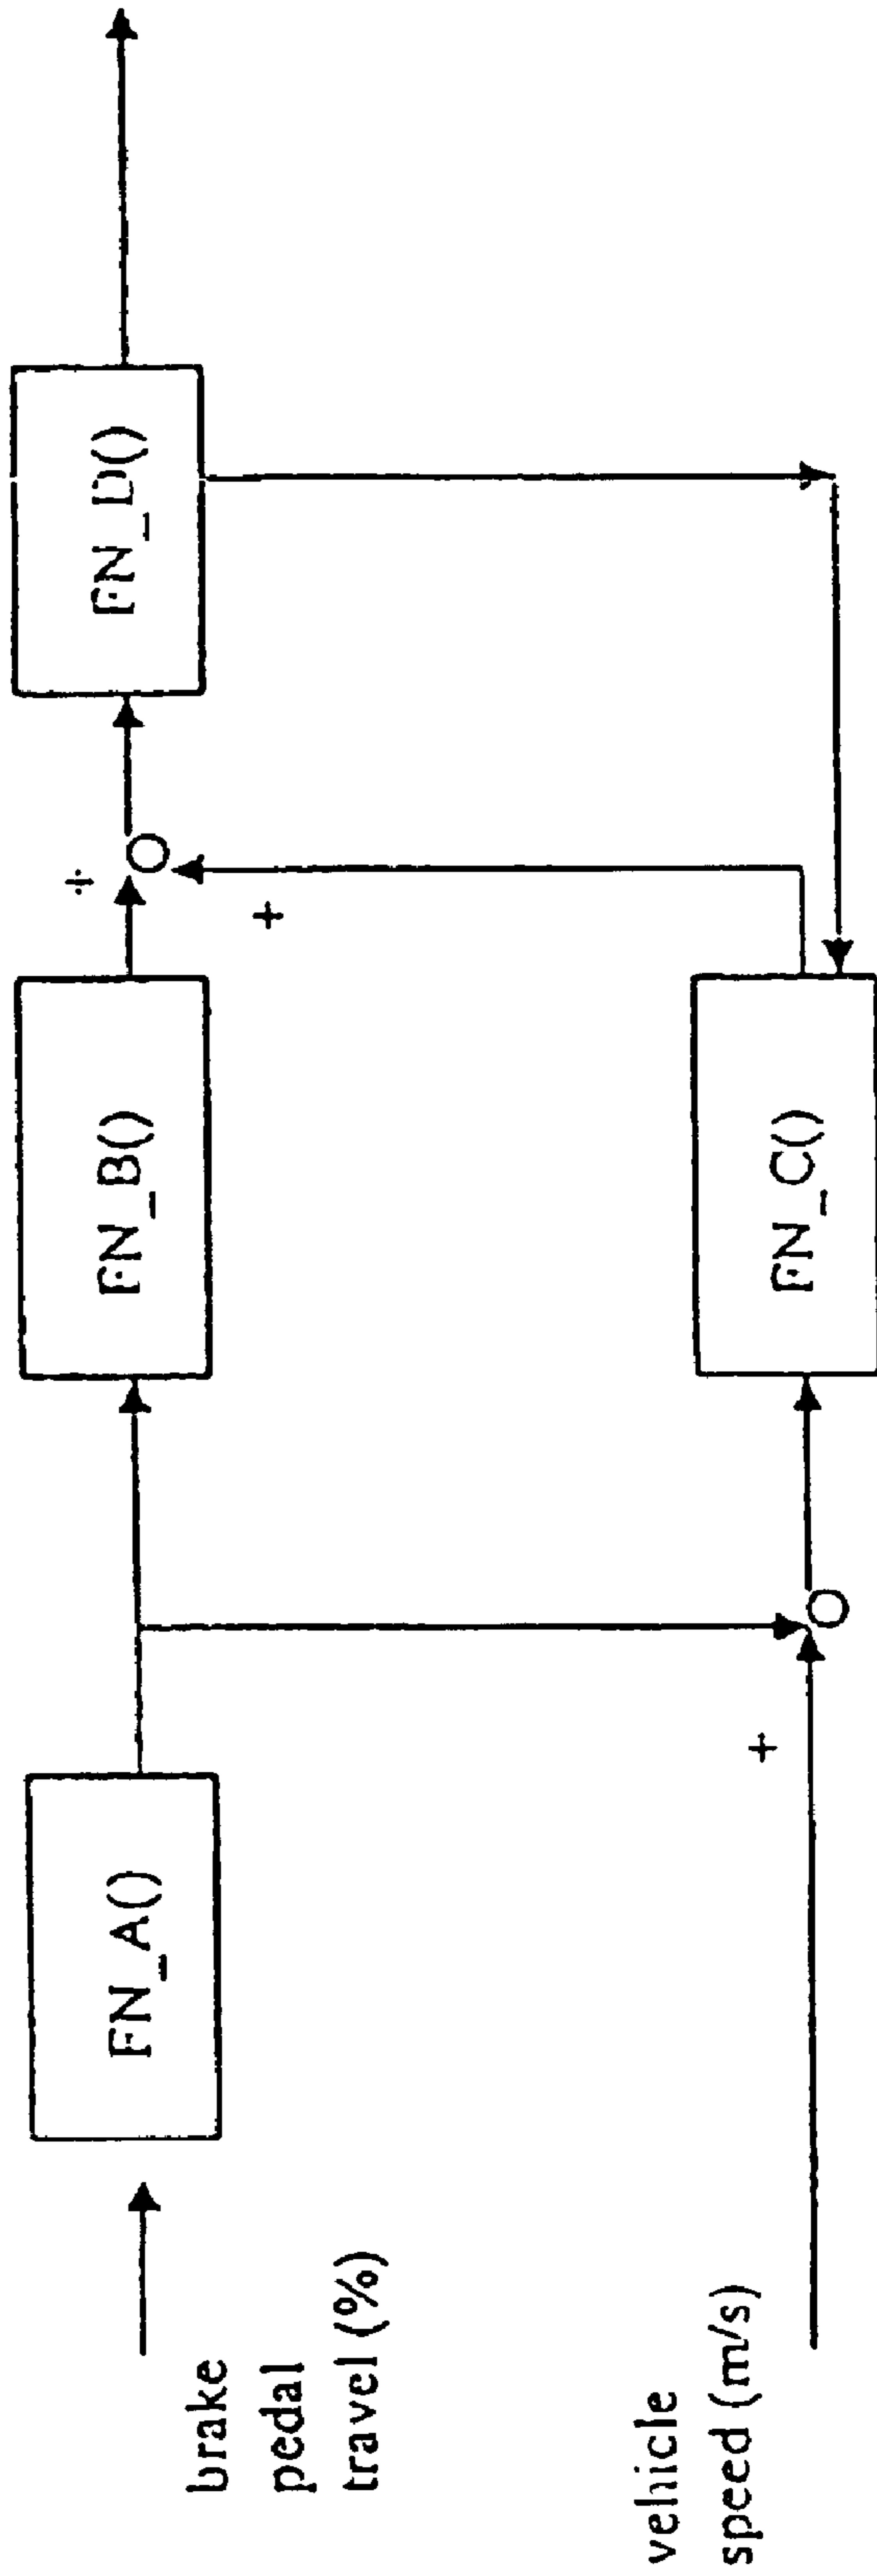 brake
pedal
travel (%)
FN_A()
FN_B()
+
+
FN_D()
vehicle
speed (m/s)
+
FN_C()